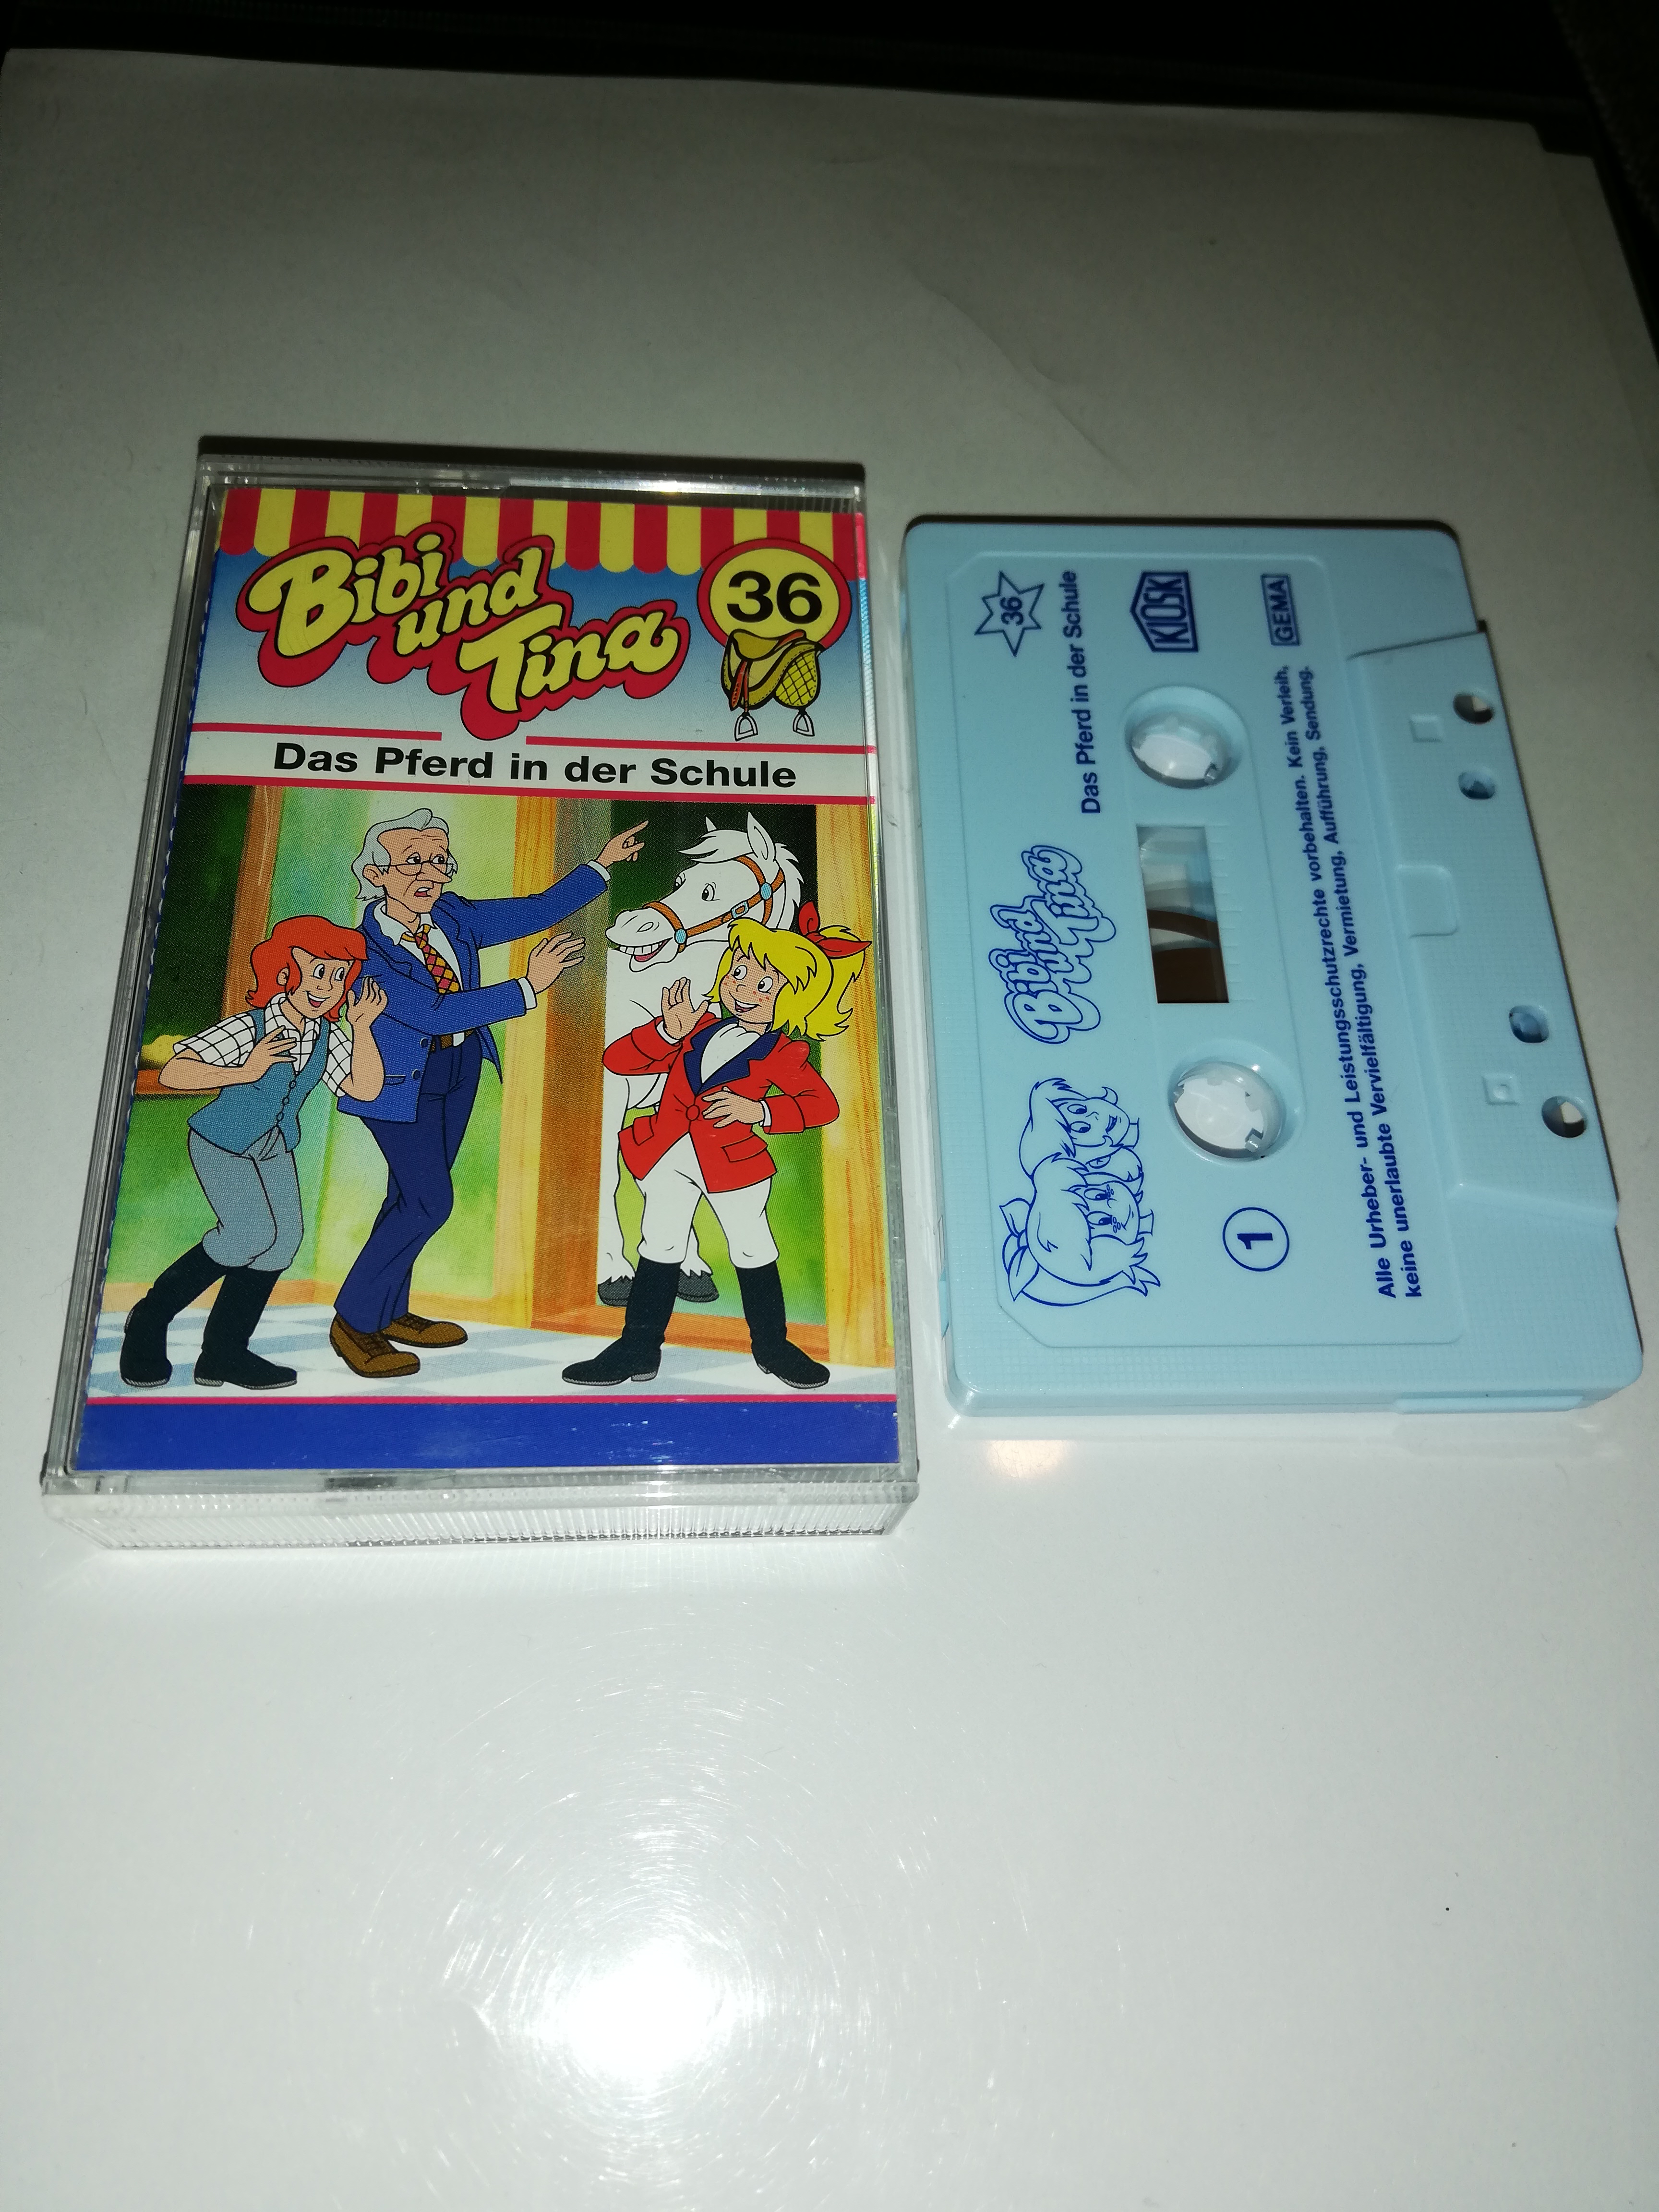 Bibi
und
Tina
36
Das Pferd in der Schule
36
Das Pferd in der Schule
KIOSK
GEMA
Bibi
und
Tina
1
Alle Urheber- und Leistungsschutzrechte vorbehalten. Kein Verleih,
keine unerlaubte Vervielfältigung, Vermietung, Aufführung, Sendung.